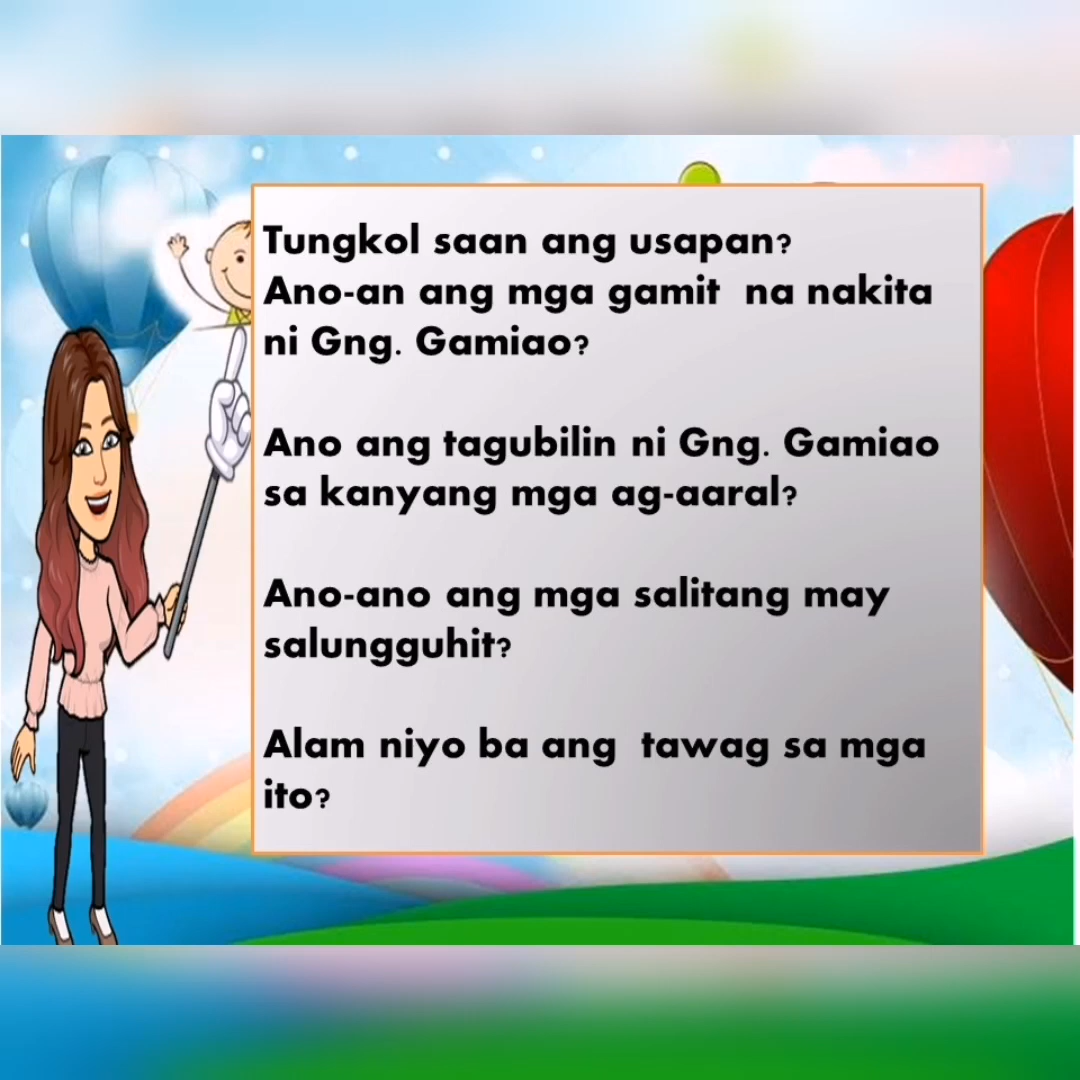 Tungkol saan ang usapan?
Ano-an ang mga gamit na nakita
ni Gng. Gamiao?
Ano ang tagubilin ni Gng. Gamiao
sa kanyang mga ag-aaral?
Ano-ano ang mga salitang may
salungguhit?
Alam niyo ba ang tawag sa mga
ito?